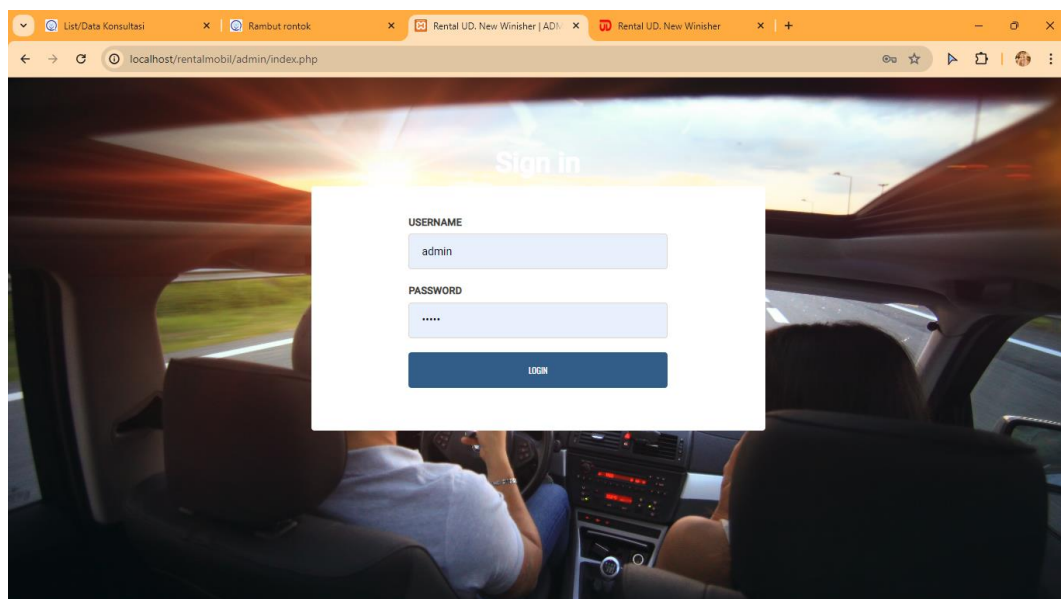 List/Data Konsultasi
Rambut rontok
Rental UD. New Winisher | ADM
Rental UD. New Winisher
localhost/rentalmobil/admin/index.php
Sign in
USERNAME
admin
PASSWORD
LOGIN